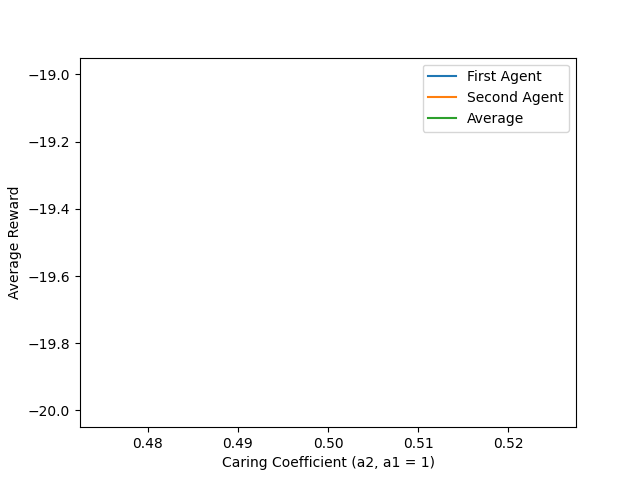 First Agent
Second Agent
Average
−19.0
−19.2
−19.4
−19.6
−19.8
−20.0
Average Reward
0.48 0.49 0.50 0.51 0.52
Caring Coefficient (a2, a1 = 1)